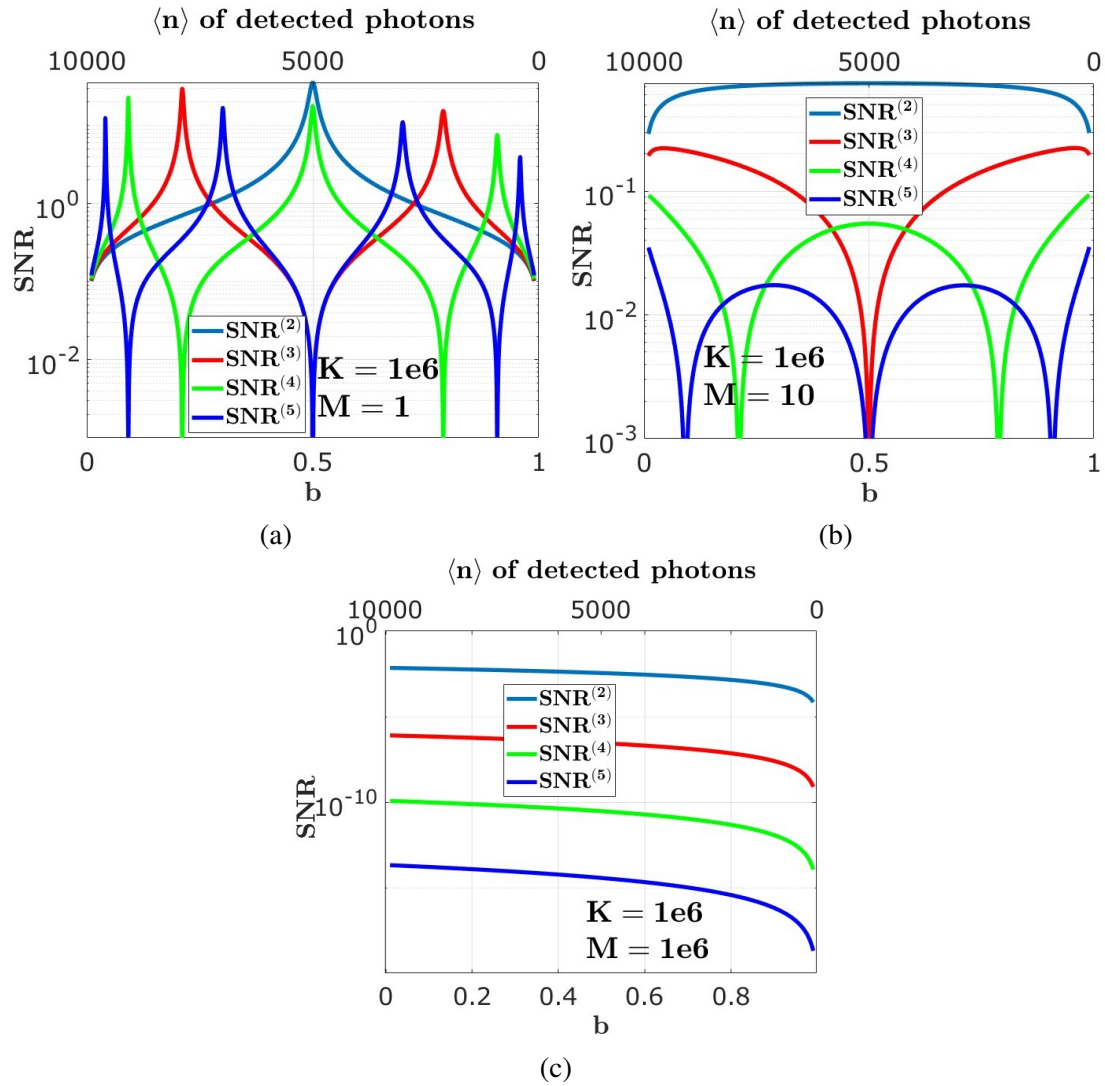 ⟨n⟩ of detected photons
10000 5000 0
SNR
10^0
10^-2
SNR^(2)
SNR^(3)
SNR^(4)
SNR^(5)
K = 1e6
M = 1
0 0.5 1
b
(a)
⟨n⟩ of detected photons
10000 5000 0
SNR
10^-1
10^-2
10^-3
SNR^(2)
SNR^(3)
SNR^(4)
SNR^(5)
K = 1e6
M = 10
0 0.5 1
b
(b)
⟨n⟩ of detected photons
10000 5000 0
SNR
10^0
10^-10
SNR^(2)
SNR^(3)
SNR^(4)
SNR^(5)
K = 1e6
M = 1e6
0 0.2 0.4 0.6 0.8
b
(c)